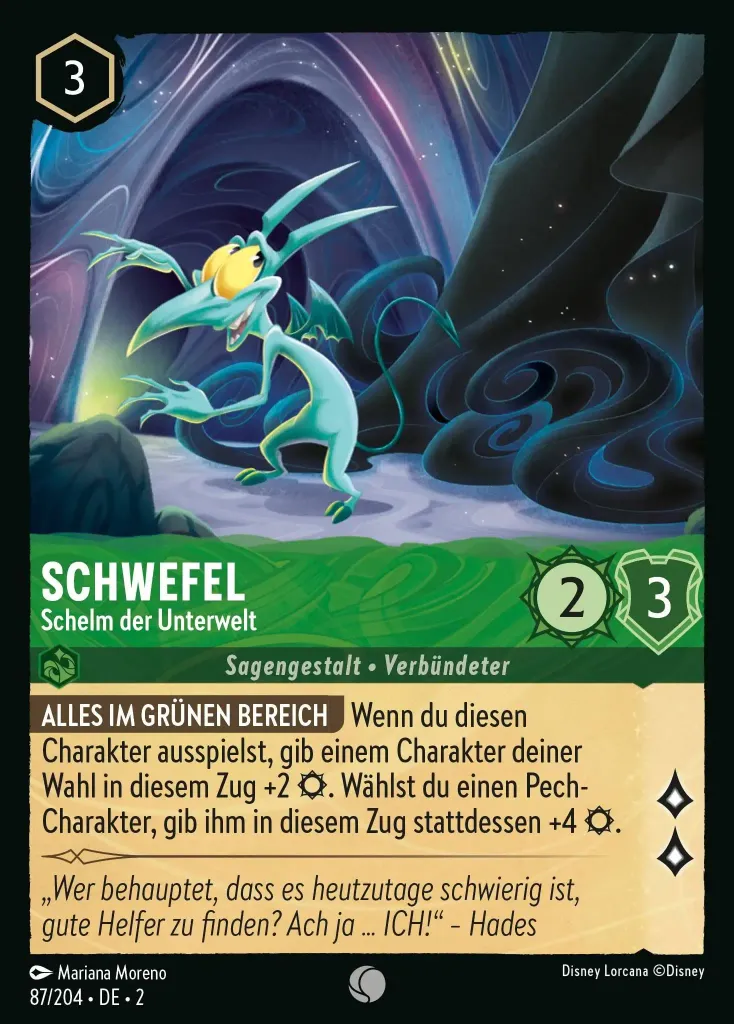 3
SCHWEFEL
Schelm der Unterwelt
2
3
Sagengestalt • Verbündeter
ALLES IM GRÜNEN BEREICH Wenn du diesen
Charakter ausspielst, gib einem Charakter deiner
Wahl in diesem Zug +2 . Wählst du einen Pech-
Charakter, gib ihm in diesem Zug stattdessen +4 .
„Wer behauptet, dass es heutzutage schwierig ist,
gute Helfer zu finden? Ach ja ... ICH!“ – Hades
Mariana Moreno
Disney Lorcana ©Disney
87/204 • DE • 2